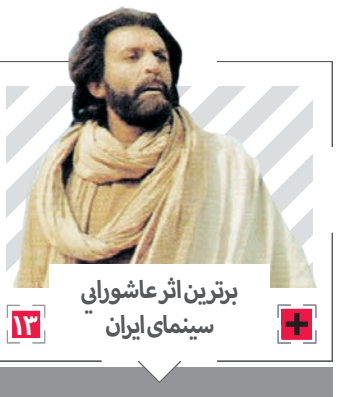 برترین اثر عاشورایی
سینمای ایران
۱۳